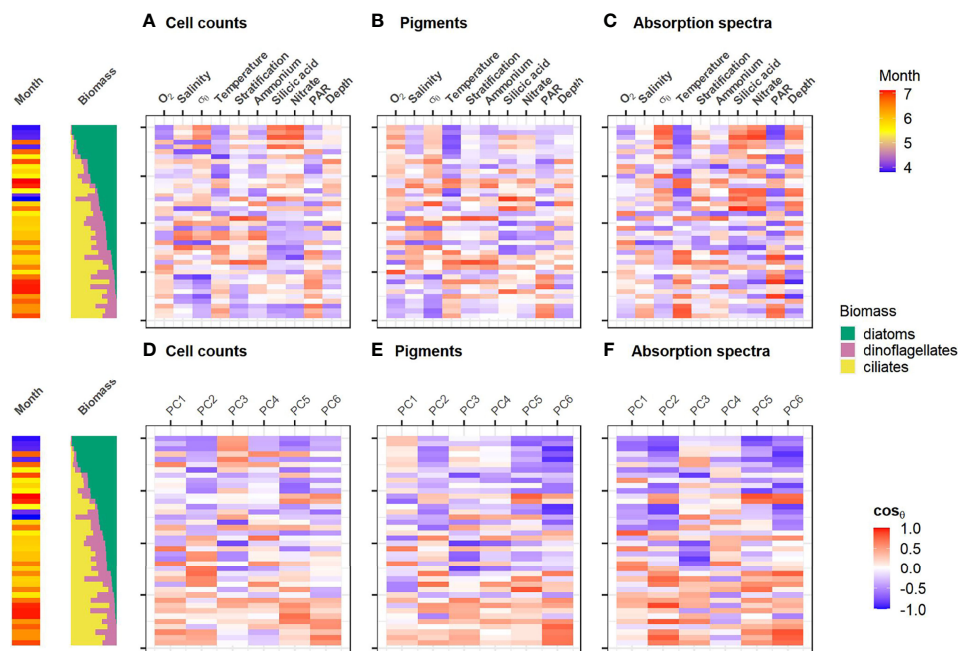 A Cell counts
B Pigments
C Absorption spectra
Month
Biomass
O2
Salinity
σθ
Temperature
Stratification
Ammonium
Silicic acid
Nitrate
PAR
Depth
O2
Salinity
σθ
Temperature
Stratification
Ammonium
Silicic acid
Nitrate
PAR
Depth
O2
Salinity
σθ
Temperature
Stratification
Ammonium
Silicic acid
Nitrate
PAR
Depth
Month
7
6
5
4
Biomass
diatoms
dinoflagellates
ciliates
D Cell counts
E Pigments
F Absorption spectra
Month
Biomass
PC1
PC2
PC3
PC4
PC5
PC6
PC1
PC2
PC3
PC4
PC5
PC6
PC1
PC2
PC3
PC4
PC5
PC6
cosθ
1.0
0.5
0.0
-0.5
-1.0